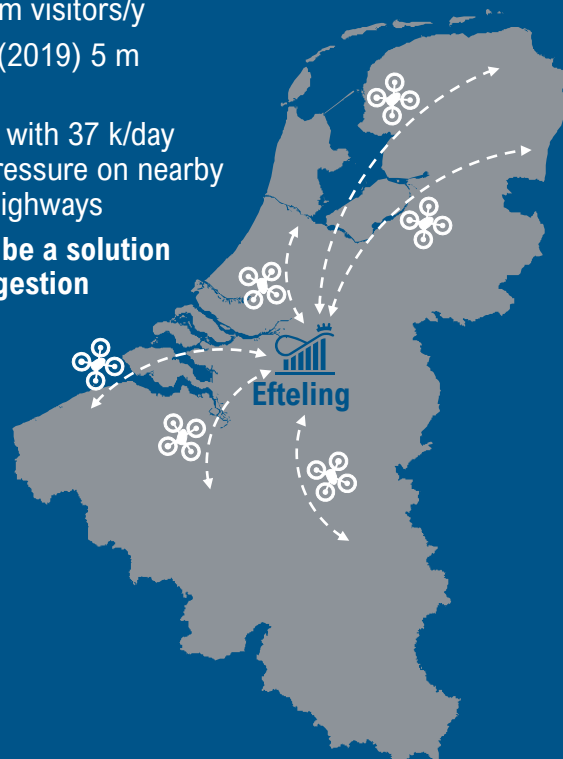 m visitors/y
(2019) 5 m
with 37 k/day
ressure on nearby
ighways
be a solution
gestion
Efteling